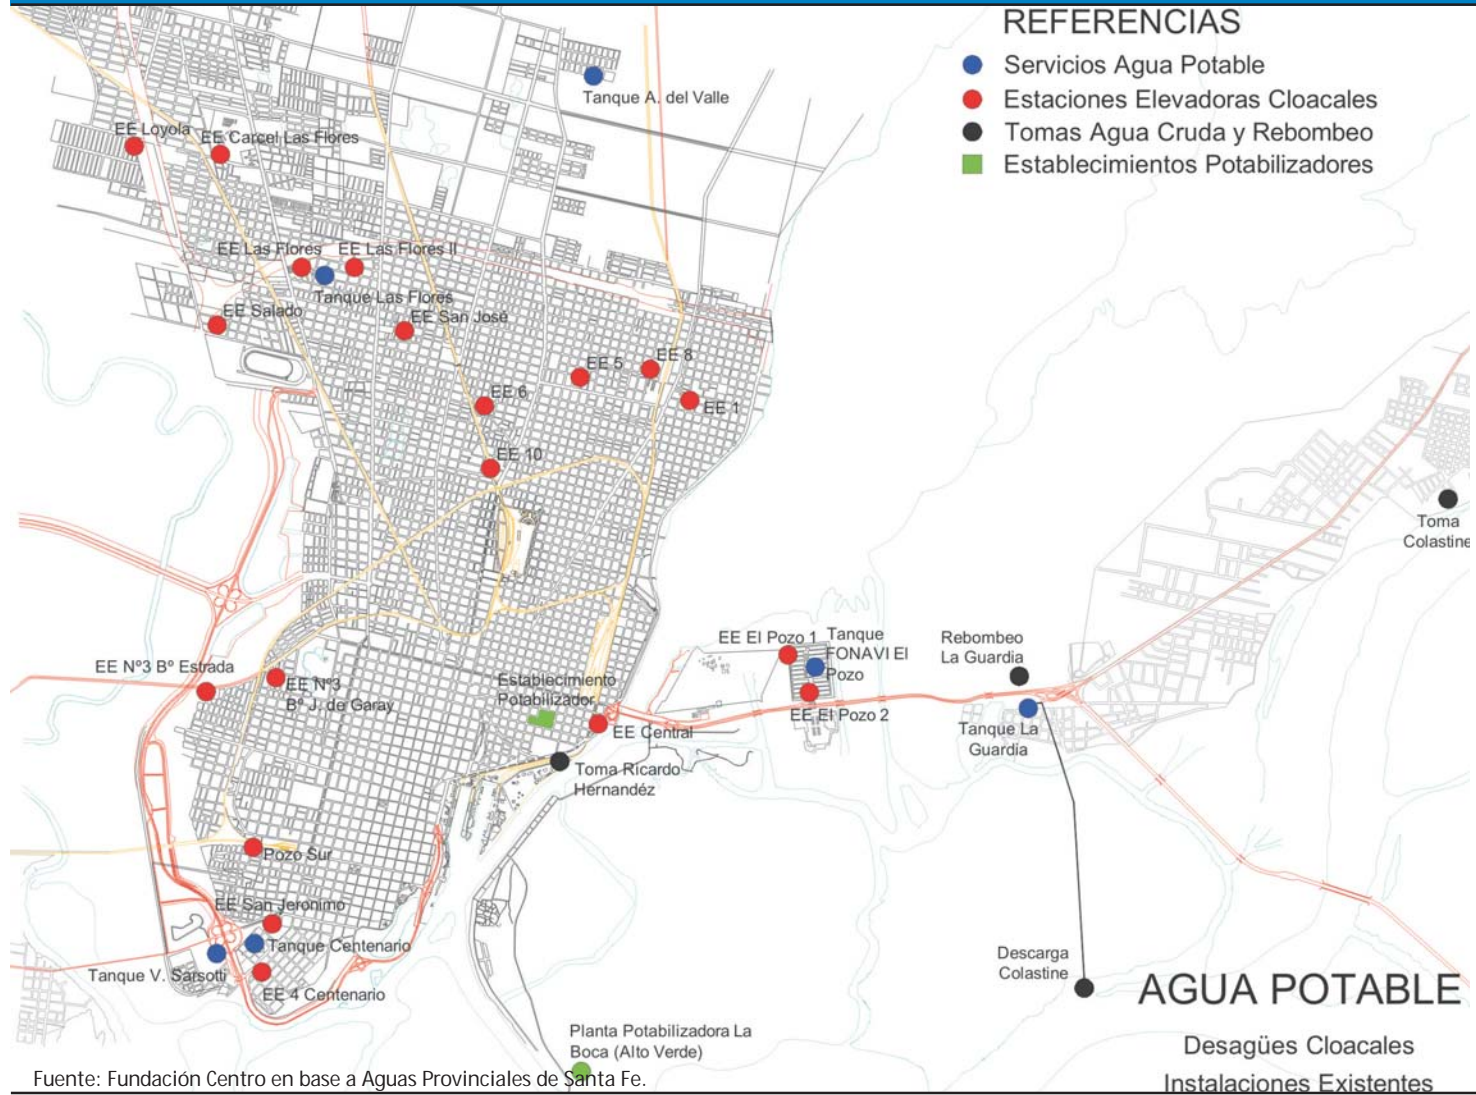 REFERENCIAS
Servicios Agua Potable
Estaciones Elevadoras Cloacales
Tomas Agua Cruda y Rebombeo
Establecimientos Potabilizadores
Tanque A. del Valle
EE Loyola
EE Carcel Las Flores
EE Las Flores
EE Las Flores II
Tanque Las Flores
EE Salado
EE San José
EE 5
EE 8
EE 6
EE 1
EE 10
Toma
Colastine
EE Nº3 Bº Estrada
EE Nº3
Bº J. de Garay
Establecimiento
Potabilizador
EE Central
EE El Pozo 1
Tanque
FONAVI El
Pozo
EE El Pozo 2
Rebombeo
La Guardia
Tanque La
Guardia
Toma Ricardo
Hernandéz
Pozo Sur
EE San Jeronimo
Tanque Centenario
Tanque V. Sarsotti
EE 4 Centenario
Descarga
Colastine
Planta Potabilizadora La
Boca (Alto Verde)
AGUA POTABLE
Desagües Cloacales
Instalaciones Existentes
Fuente: Fundación Centro en base a Aguas Provinciales de Santa Fe.